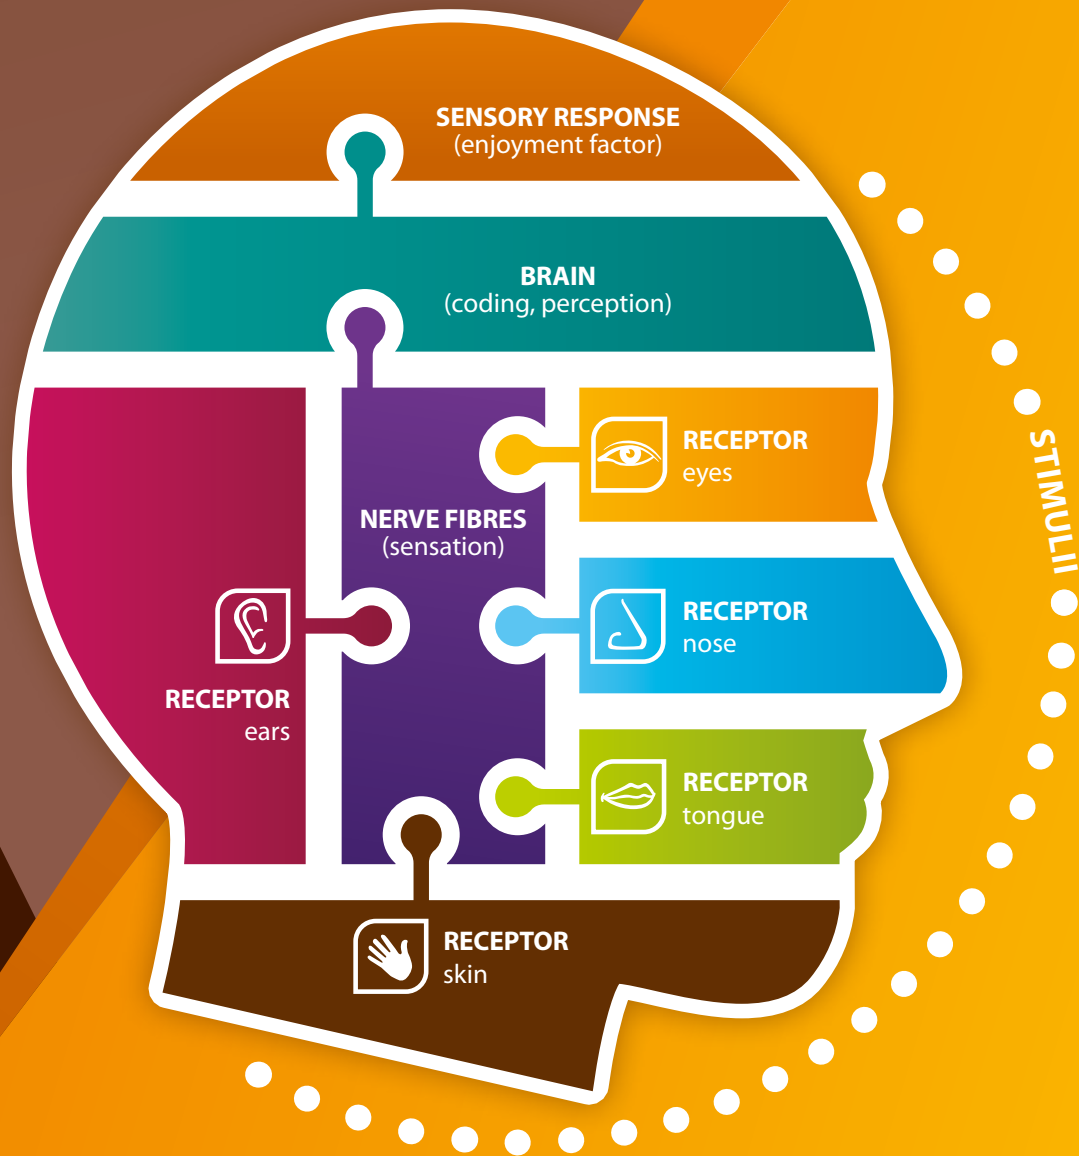 SENSORY RESPONSE
(enjoyment factor)
BRAIN
(coding, perception)
RECEPTOR
eyes
NERVE FIBRES
(sensation)
RECEPTOR
nose
RECEPTOR
ears
RECEPTOR
tongue
RECEPTOR
skin
STIMULII